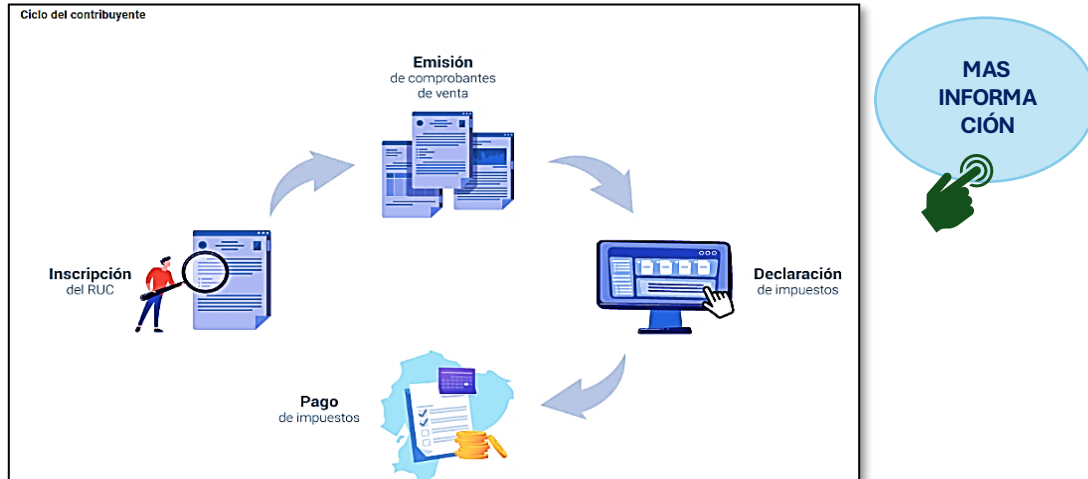 Ciclo del contribuyente
Emisión
de comprobantes
de venta
Inscripción
del RUC
Declaración
de impuestos
Pago
de impuestos
MAS
INFORMA
CIÓN